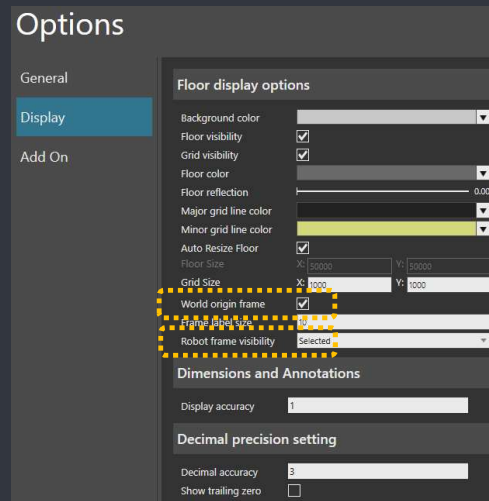 Options
General
Display
Add On
Floor display options
Background color
Floor visibility
Grid visibility
Floor color
Floor reflection 0.00
Major grid line color
Minor grid line color
Auto Resize Floor
Floor Size X: 50000 Y: 50000
Grid Size X: 1000 Y: 1000
World origin frame
Frame label size 10
Robot frame visibility Selected
Dimensions and Annotations
Display accuracy 1
Decimal precision setting
Decimal accuracy 3
Show trailing zero